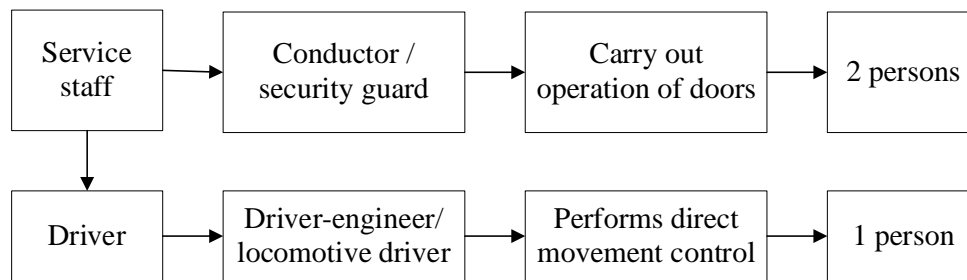 Service
staff
Conductor /
security guard
Carry out
operation of doors
2 persons
Driver
Driver-engineer/
locomotive driver
Performs direct
movement control
1 person